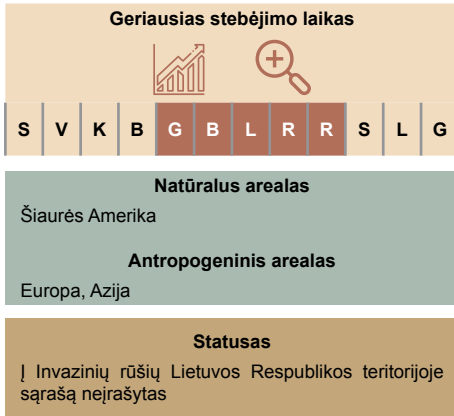 Geriausias stebėjimo laikas
S V K B G B L R R S L G
Natūralus arealas
Šiaurės Amerika
Antropogeninis arealas
Europa, Azija
Statusas
Į Invazinių rūšių Lietuvos Respublikos teritorijoje
sąrašą neįrašytas